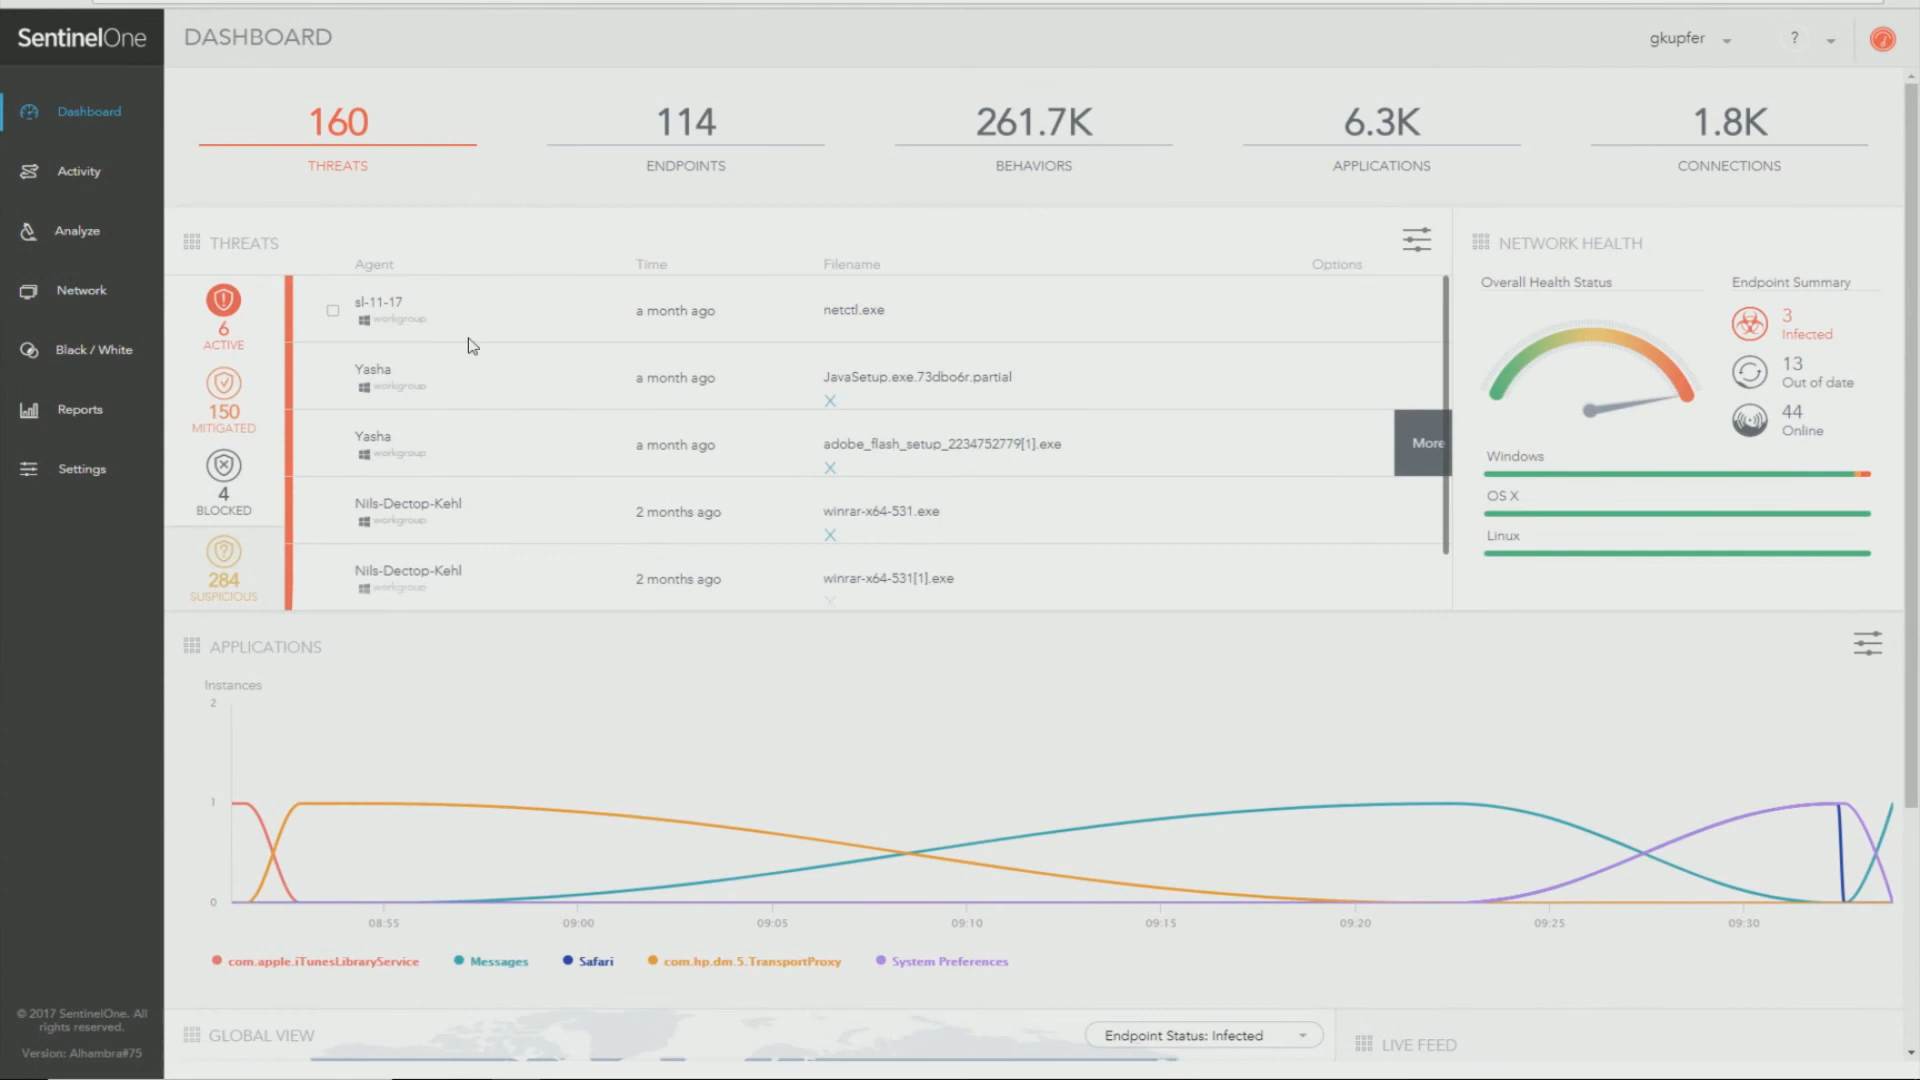 SentinelOne
DASHBOARD
gkupfer
?
Dashboard
Activity
Analyze
Network
Black / White
Reports
Settings
160
THREATS
114
ENDPOINTS
261.7K
BEHAVIORS
6.3K
APPLICATIONS
1.8K
CONNECTIONS
THREATS
Agent Time Filename Options
6
ACTIVE
150
MITIGATED
4
BLOCKED
284
SUSPICIOUS
sl-11-17
workgroup
a month ago
netctl.exe
Yasha
workgroup
a month ago
JavaSetup.exe.73dbo6r.partial
Yasha
workgroup
a month ago
adobe_flash_setup_2234752779[1].exe
More
Nils-Dectop-Kehl
workgroup
2 months ago
winrar-x64-531.exe
Nils-Dectop-Kehl
workgroup
2 months ago
winrar-x64-531[1].exe
NETWORK HEALTH
Overall Health Status
Endpoint Summary
3
Infected
13
Out of date
44
Online
Windows
OS X
Linux
APPLICATIONS
Instances
2
1
0
08:55 09:00 09:05 09:10 09:15 09:20 09:25 09:30
com.apple.iTunesLibraryService Messages Safari com.hp.dm.5.TransportProxy System Preferences
GLOBAL VIEW
Endpoint Status: Infected
LIVE FEED
© 2017 SentinelOne. All
rights reserved.
Version: Alhambra#75